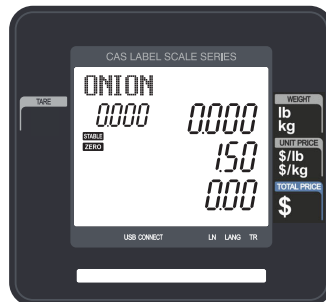 CAS LABEL SCALE SERIES
ONION
TARE
0.000
0.000
WEIGHT
lb
kg
STABLE
ZERO
1.50
UNIT PRICE
$/lb
$/kg
0.00
TOTAL PRICE
$
USB CONNECT LN LANG TR